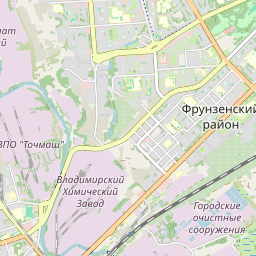 Фрунзенский
район
ВПО "Точмаш"
Владимирский
Химический
Завод
Городские
очистные
сооружения